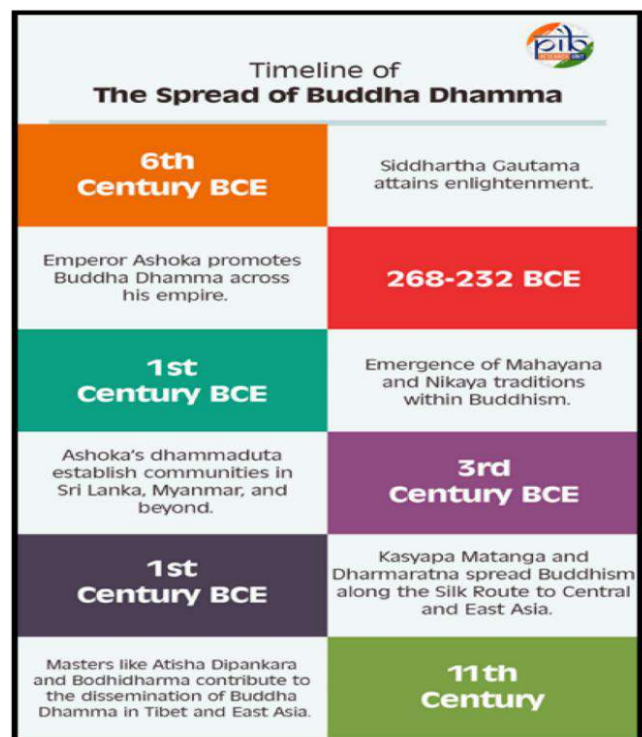 pib
RESEARCH UNIT
Timeline of
The Spread of Buddha Dhamma
6th
Century BCE
Siddhartha Gautama
attains enlightenment.
Emperor Ashoka promotes
Buddha Dhamma across
his empire.
268-232 BCE
1st
Century BCE
Emergence of Mahayana
and Nikaya traditions
within Buddhism.
Ashoka's dhammaduta
establish communities in
Sri Lanka, Myanmar, and
beyond.
3rd
Century BCE
1st
Century BCE
Kasyapa Matanga and
Dharmaratna spread Buddhism
along the Silk Route to Central
and East Asia.
Masters like Atisha Dipankara
and Bodhidharma contribute to
the dissemination of Buddha
Dhamma in Tibet and East Asia.
11th
Century